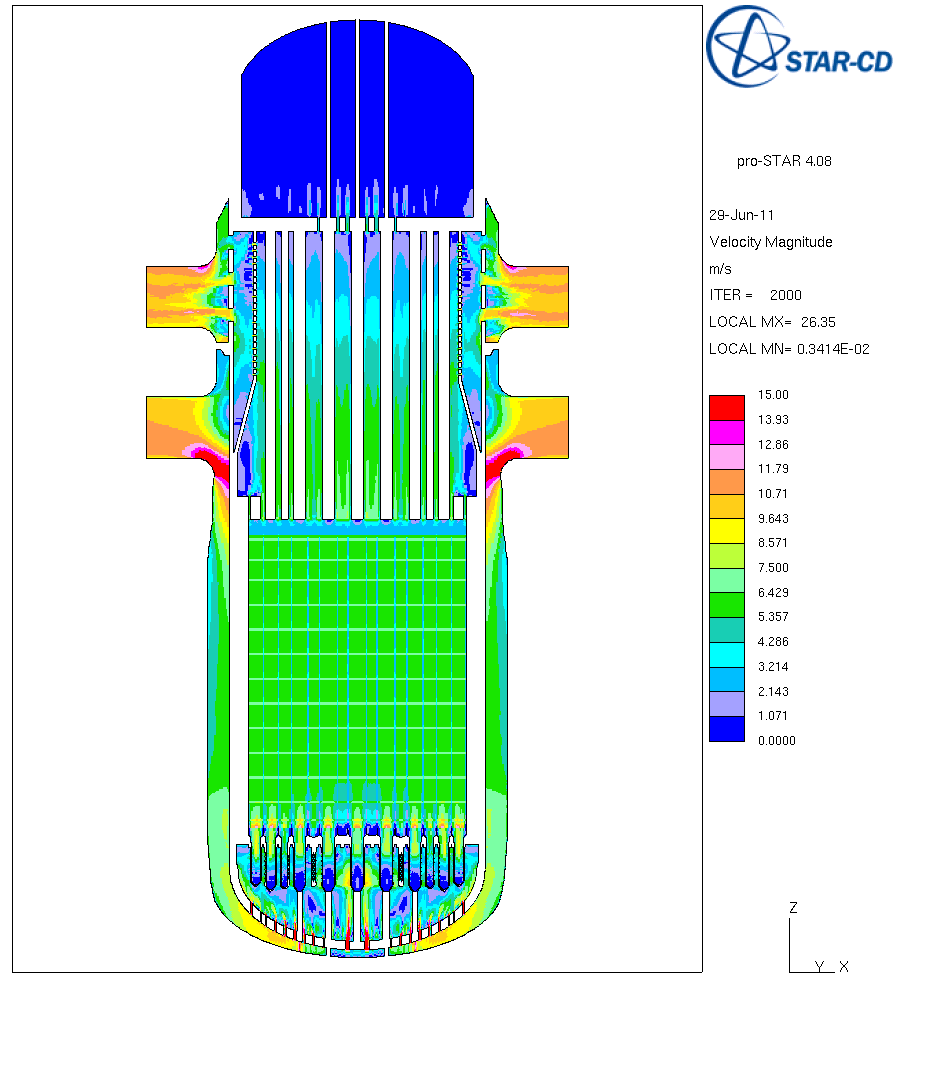 STAR-CD
pro-STAR 4.08
29-Jun-11
Velocity Magnitude
m/s
ITER = 2000
LOCAL MX= 26.35
LOCAL MN= 0.3414E-02
15.00
13.93
12.86
11.79
10.71
9.643
8.571
7.500
6.429
5.357
4.286
3.214
2.143
1.071
0.0000
Z
Y X